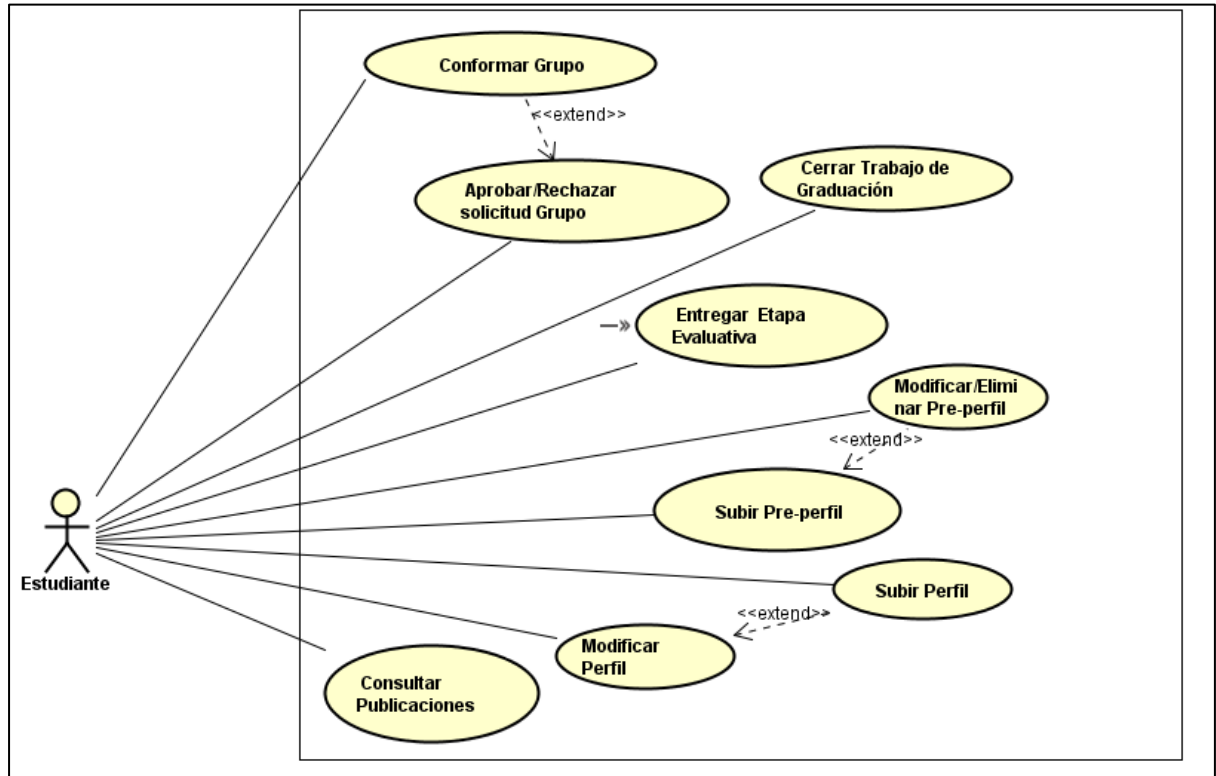 Conformar Grupo
<<extend>>
Aprobar/Rechazar
solicitud Grupo
Cerrar Trabajo de
Graduación
Entregar Etapa
Evaluativa
Modificar/Elimi
nar Pre-perfil
<<extend>>
Subir Pre-perfil
Estudiante
Subir Perfil
<<extend>>
Modificar
Perfil
Consultar
Publicaciones